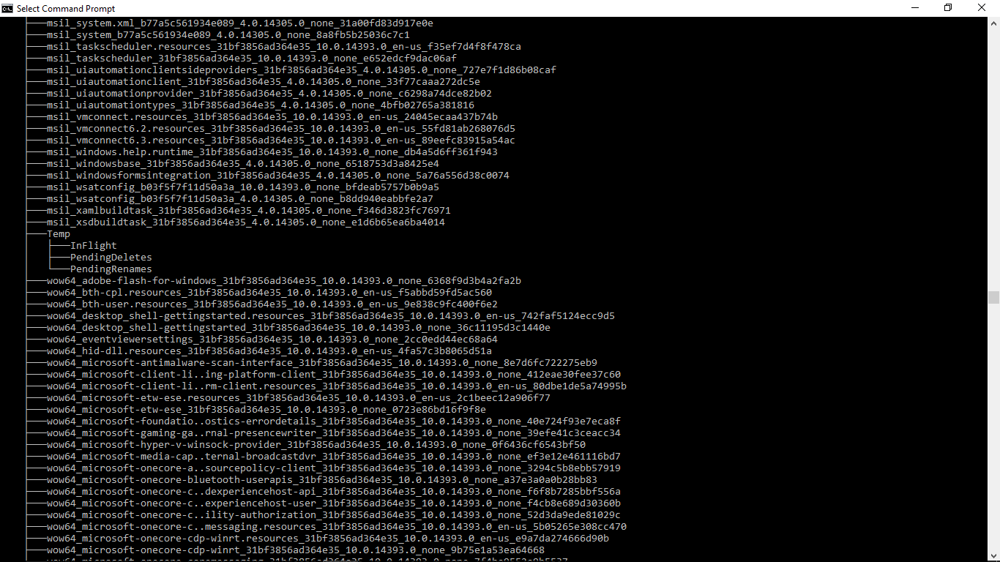 Select Command Prompt
├───msil_system.xml_b77a5c561934e089_4.0.14305.0_none_31a00fd83d917e0e
├───msil_system_b77a5c561934e089_4.0.14305.0_none_8a8fb5b25036c7c1
├───msil_taskscheduler.resources_31bf3856ad364e35_10.0.14393.0_en-us_f35ef7d4f8f478ca
├───msil_taskscheduler_31bf3856ad364e35_10.0.14393.0_none_e652edcf9dac06af
├───msil_uiautomationclientsideproviders_31bf3856ad364e35_4.0.14305.0_none_727e7f1d86b08caf
├───msil_uiautomationclient_31bf3856ad364e35_4.0.14305.0_none_33f77caaa272dc5e
├───msil_uiautomationprovider_31bf3856ad364e35_4.0.14305.0_none_c6298a74dce82b02
├───msil_uiautomationtypes_31bf3856ad364e35_4.0.14305.0_none_4bfb02765a381816
├───msil_vmconnect.resources_31bf3856ad364e35_10.0.14393.0_en-us_24045ecaa437b74b
├───msil_vmconnect6.2.resources_31bf3856ad364e35_10.0.14393.0_en-us_55fd81ab268076d5
├───msil_vmconnect6.3.resources_31bf3856ad364e35_10.0.14393.0_en-us_89eefc83915a54ac
├───msil_windows.help.runtime_31bf3856ad364e35_10.0.14393.0_none_db4a5d6ff361f943
├───msil_windowsbase_31bf3856ad364e35_4.0.14305.0_none_6518753d3a8425e4
├───msil_windowsformsintegration_31bf3856ad364e35_4.0.14305.0_none_5a76a556d38c0074
├───msil_wsatconfig_b03f5f7f11d50a3a_10.0.14393.0_none_bfdeab5757b0b9a5
├───msil_wsatconfig_b03f5f7f11d50a3a_4.0.14305.0_none_b8dd940eabbfe2a7
├───msil_xamlbuildtask_31bf3856ad364e35_4.0.14305.0_none_f346d3823fc76971
├───msil_xsdbuildtask_31bf3856ad364e35_4.0.14305.0_none_e1d6b65ea6ba4014
├───Temp
│   ├───InFlight
│   ├───PendingDeletes
│   └───PendingRenames
├───wow64_adobe-flash-for-windows_31bf3856ad364e35_10.0.14393.0_none_6368f9d3b4a2fa2b
├───wow64_bth-cpl.resources_31bf3856ad364e35_10.0.14393.0_en-us_f5abbd59fd5ac560
├───wow64_bth-user.resources_31bf3856ad364e35_10.0.14393.0_en-us_9e838c9fc400f6e2
├───wow64_desktop_shell-gettingstarted.resources_31bf3856ad364e35_10.0.14393.0_en-us_742faf5124ecc9d5
├───wow64_desktop_shell-gettingstarted_31bf3856ad364e35_10.0.14393.0_none_36c11195d3c1440e
├───wow64_eventviewersettings_31bf3856ad364e35_10.0.14393.0_none_2cc0edd44ec68a64
├───wow64_hid-dll.resources_31bf3856ad364e35_10.0.14393.0_en-us_4fa57c3b8065d51a
├───wow64_microsoft-antimalware-scan-interface_31bf3856ad364e35_10.0.14393.0_none_8e7d6fc722275eb9
├───wow64_microsoft-client-li..ing-platform-client_31bf3856ad364e35_10.0.14393.0_none_412eae30fee37c60
├───wow64_microsoft-client-li..rm-client.resources_31bf3856ad364e35_10.0.14393.0_en-us_80dbe1de5a74995b
├───wow64_microsoft-etw-ese.resources_31bf3856ad364e35_10.0.14393.0_en-us_2c1beec12a906f77
├───wow64_microsoft-etw-ese_31bf3856ad364e35_10.0.14393.0_none_0723e86bd16f9f8e
├───wow64_microsoft-foundatio..ostics-errordetails_31bf3856ad364e35_10.0.14393.0_none_40e724f93e7eca8f
├───wow64_microsoft-gaming-ga..rnal-presencewriter_31bf3856ad364e35_10.0.14393.0_none_39efe41c3ceacc34
├───wow64_microsoft-hyper-v-winsock-provider_31bf3856ad364e35_10.0.14393.0_none_0f6436cf6543bf50
├───wow64_microsoft-media-cap..ternal-broadcastdvr_31bf3856ad364e35_10.0.14393.0_none_ef3e12e461116bd7
├───wow64_microsoft-onecore-a..sourcepolicy-client_31bf3856ad364e35_10.0.14393.0_none_3294c5b8ebb57919
├───wow64_microsoft-onecore-bluetooth-userapis_31bf3856ad364e35_10.0.14393.0_none_a37e3a0a0b28bb83
├───wow64_microsoft-onecore-c..dexperiencehost-api_31bf3856ad364e35_10.0.14393.0_none_f6f8b7285bbf556a
├───wow64_microsoft-onecore-c..experiencehost-user_31bf3856ad364e35_10.0.14393.0_none_f4cb8e689d30360b
├───wow64_microsoft-onecore-c..ility-authorization_31bf3856ad364e35_10.0.14393.0_none_52d3da9ede81029c
├───wow64_microsoft-onecore-c..messaging.resources_31bf3856ad364e35_10.0.14393.0_en-us_5b05265e308cc470
├───wow64_microsoft-onecore-cdp-winrt.resources_31bf3856ad364e35_10.0.14393.0_en-us_e9a7da274666d90b
├───wow64_microsoft-onecore-cdp-winrt_31bf3856ad364e35_10.0.14393.0_none_9b75e1a53ea64668